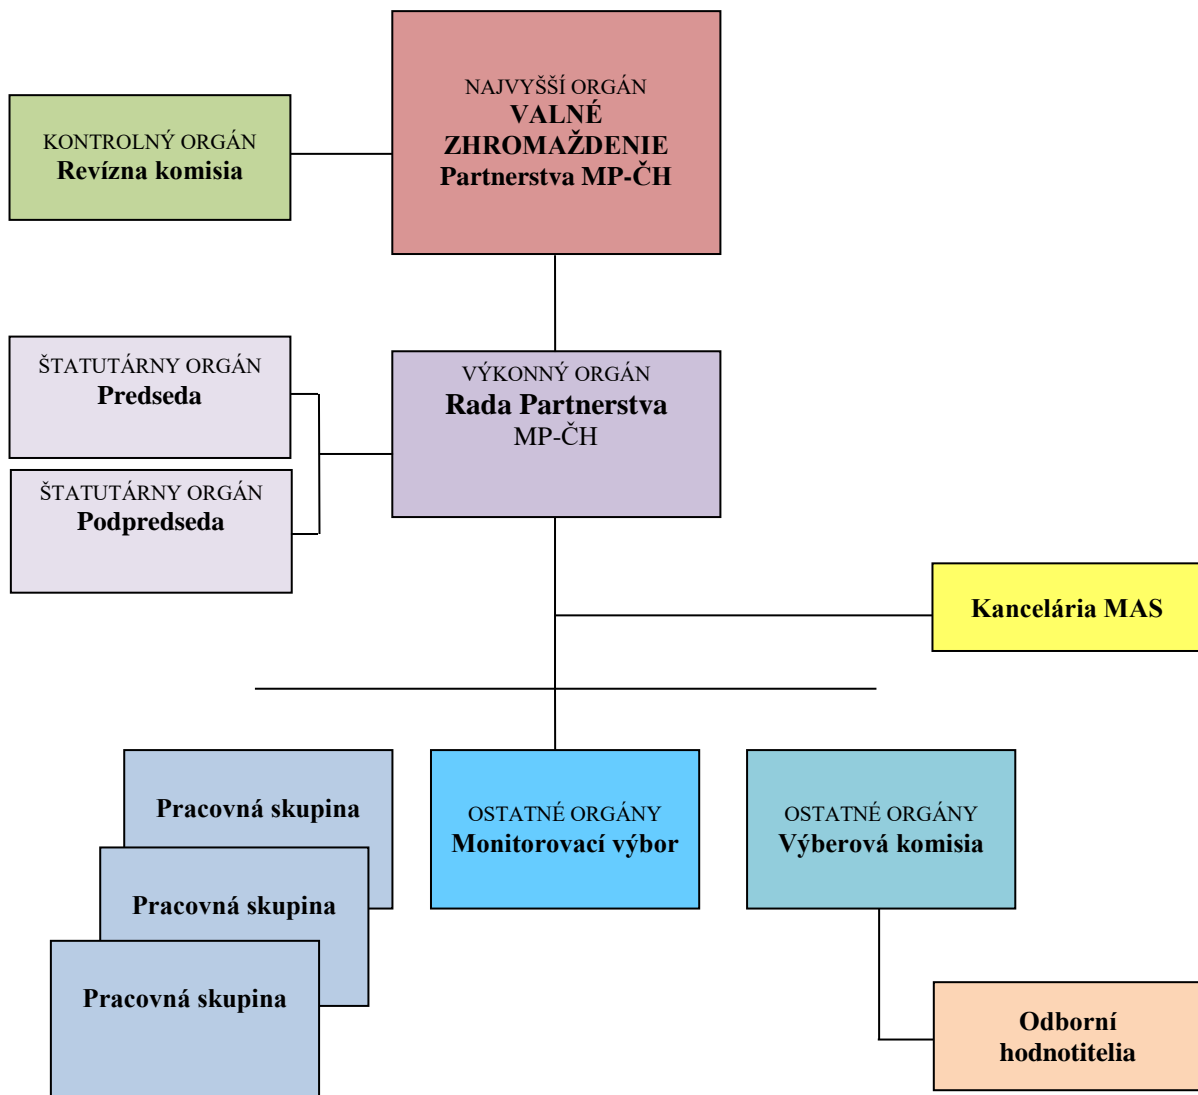 NAJVYŠŠÍ ORGÁN
VALNÉ
ZHROMAŽDENIE
Partnerstva MP-ČH
KONTROLNÝ ORGÁN
Revízna komisia
ŠTATUTÁRNY ORGÁN
Predseda
VÝKONNÝ ORGÁN
Rada Partnerstva
MP-ČH
ŠTATUTÁRNY ORGÁN
Podpredseda
Kancelária MAS
Pracovná skupina
Pracovná skupina
Pracovná skupina
OSTATNÉ ORGÁNY
Monitorovací výbor
OSTATNÉ ORGÁNY
Výberová komisia
Odborní
hodnotitelia